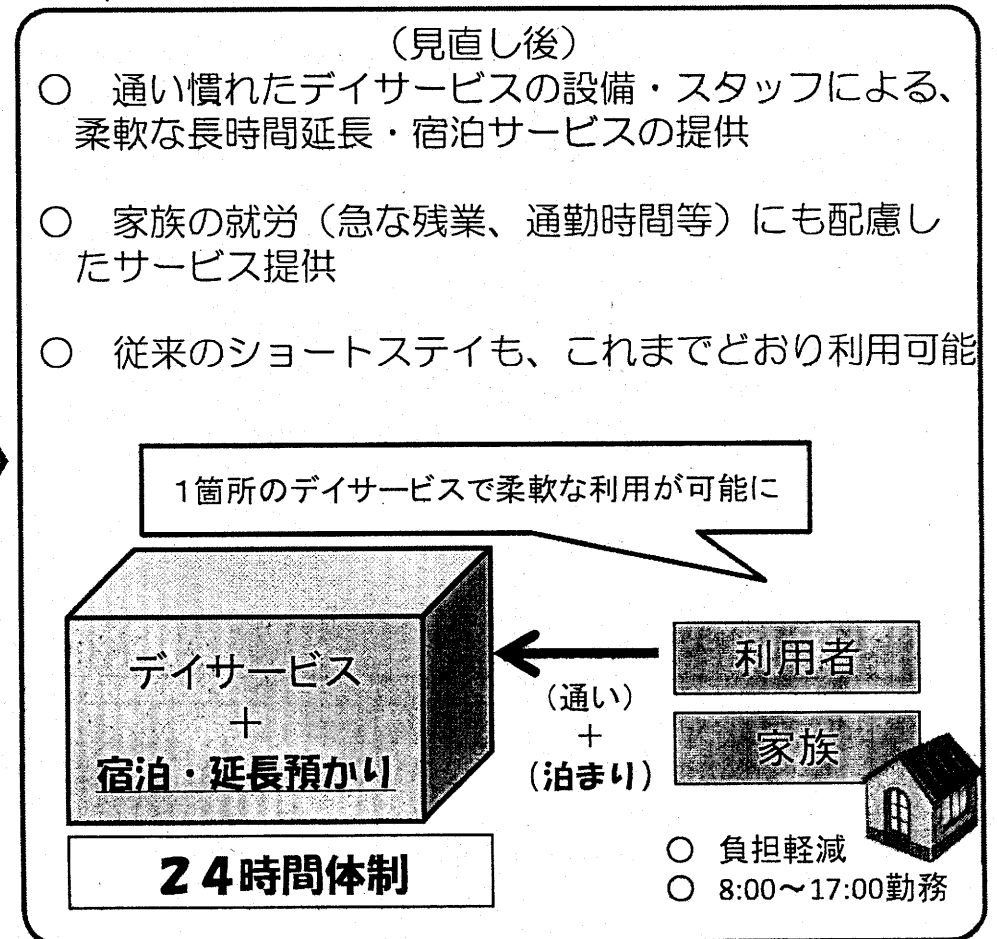 （見直し後）
○　通い慣れたデイサービスの設備・スタッフによる、
柔軟な長時間延長・宿泊サービスの提供
○　家族の就労（急な残業、通勤時間等）にも配慮し
たサービス提供
○　従来のショートステイも、これまでどおり利用可能
1箇所のデイサービスで柔軟な利用が可能に
デイサービス
＋
宿泊・延長預かり
24時間体制
（通い）
＋
（泊まり）
利用者
家族
○　負担軽減
○　8:00～17:00勤務